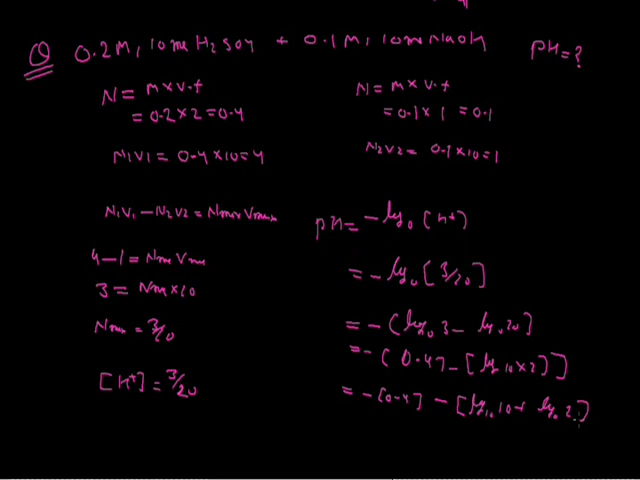 Q 0.2M, 10ml H2SO4 + 0.1M, 10ml NaOH pH=?
N= M×V.f
= 0.2×2=0.4
N1V1= 0.4×10=4
N1V1-N2V2=Nmix Vmix
4-1=Nmix Vmix
3= Nmix×20
Nmix=3/20
[H+]=3/20
N= M×V.f
= 0.1×1=0.1
N2V2= 0.1×10=1
pH= -log10 [H+]
= -log10 [3/20]
= -(log10 3- log10 20]
=-( 0.47-[log 10×2)])
= -[0.47 -[log10 10+ log10 2]